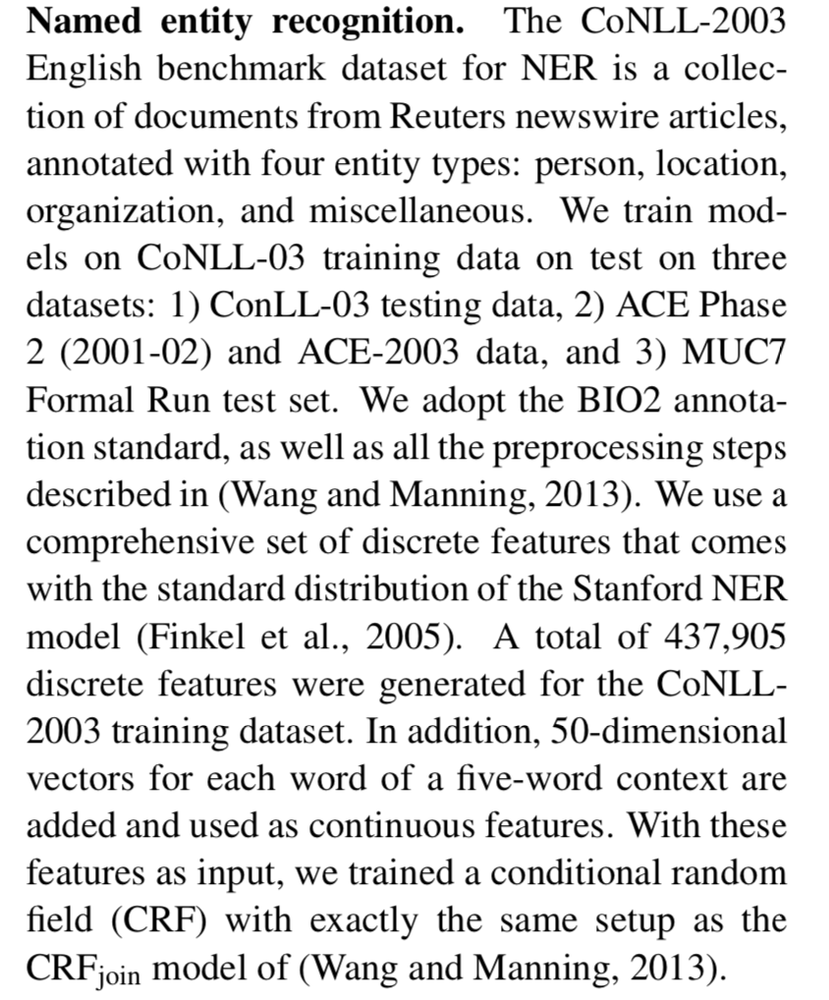 Named entity recognition. The CoNLL-2003
English benchmark dataset for NER is a collec-
tion of documents from Reuters newswire articles,
annotated with four entity types: person, location,
organization, and miscellaneous. We train mod-
els on CoNLL-03 training data on test on three
datasets: 1) ConLL-03 testing data, 2) ACE Phase
2 (2001-02) and ACE-2003 data, and 3) MUC7
Formal Run test set. We adopt the BIO2 annota-
tion standard, as well as all the preprocessing steps
described in (Wang and Manning, 2013). We use a
comprehensive set of discrete features that comes
with the standard distribution of the Stanford NER
model (Finkel et al., 2005). A total of 437,905
discrete features were generated for the CoNLL-
2003 training dataset. In addition, 50-dimensional
vectors for each word of a five-word context are
added and used as continuous features. With these
features as input, we trained a conditional random
field (CRF) with exactly the same setup as the
CRFjoin model of (Wang and Manning, 2013).